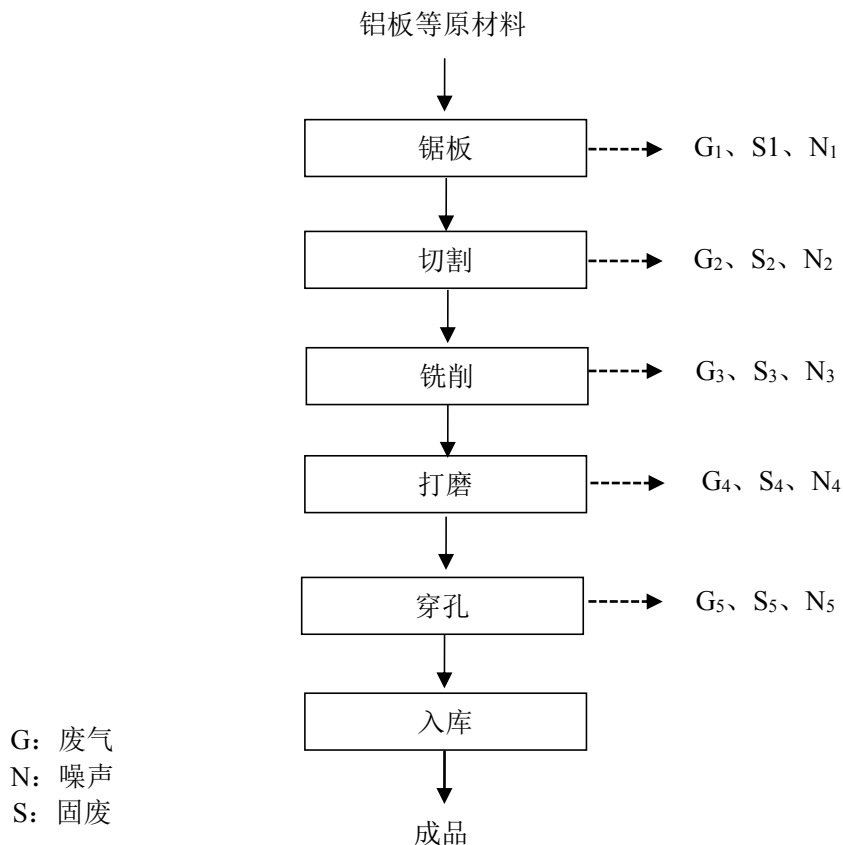 铝板等原材料
锯板
G₁、S1、N₁
切割
G₂、S₂、N₂
铣削
G₃、S₃、N₃
打磨
G₄、S₄、N₄
穿孔
G₅、S₅、N₅
入库
G：废气
N：噪声
S：固废
成品